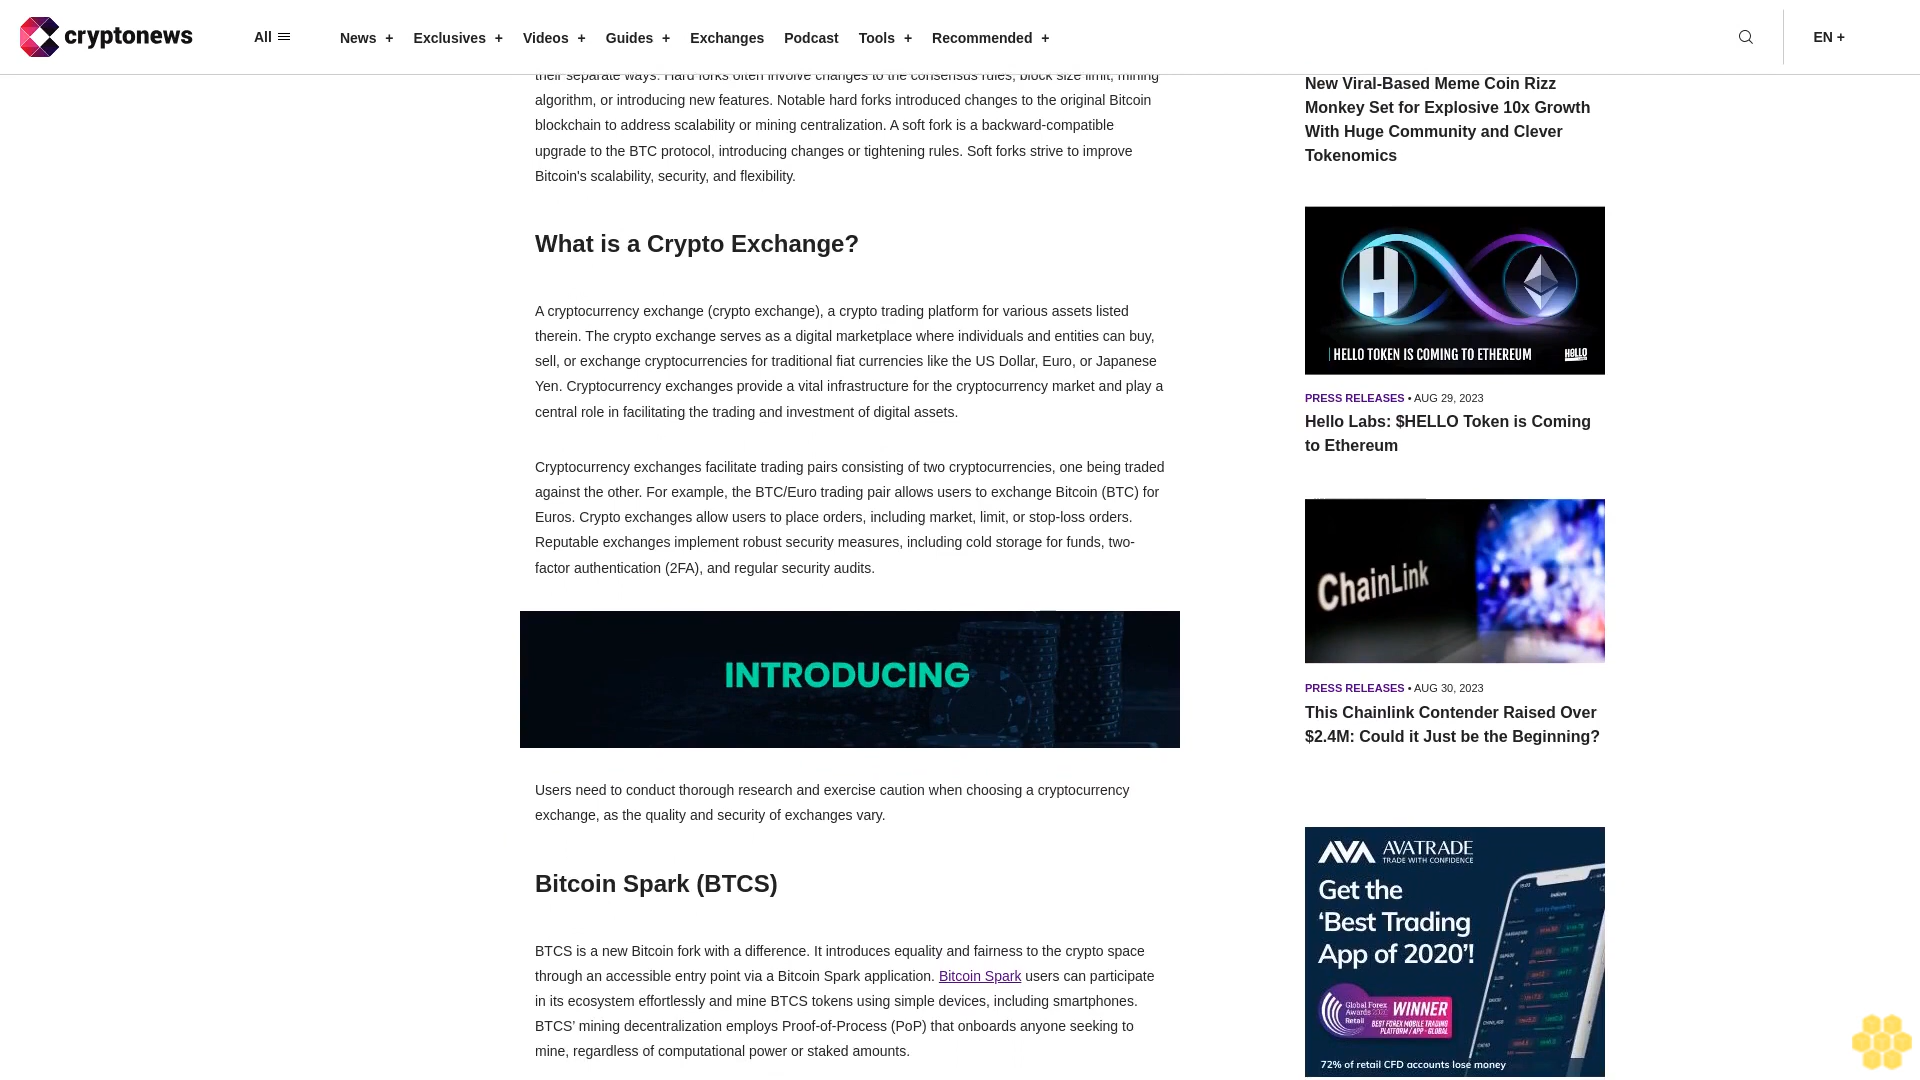 cryptonews
All
News + Exclusives + Videos + Guides + Exchanges Podcast Tools + Recommended +
EN +
their separate ways. Hard forks often involve changes to the consensus rules, block size limit, mining
algorithm, or introducing new features. Notable hard forks introduced changes to the original Bitcoin
blockchain to address scalability or mining centralization. A soft fork is a backward-compatible
upgrade to the BTC protocol, introducing changes or tightening rules. Soft forks strive to improve
Bitcoin's scalability, security, and flexibility.
What is a Crypto Exchange?
A cryptocurrency exchange (crypto exchange), a crypto trading platform for various assets listed
therein. The crypto exchange serves as a digital marketplace where individuals and entities can buy,
sell, or exchange cryptocurrencies for traditional fiat currencies like the US Dollar, Euro, or Japanese
Yen. Cryptocurrency exchanges provide a vital infrastructure for the cryptocurrency market and play a
central role in facilitating the trading and investment of digital assets.
Cryptocurrency exchanges facilitate trading pairs consisting of two cryptocurrencies, one being traded
against the other. For example, the BTC/Euro trading pair allows users to exchange Bitcoin (BTC) for
Euros. Crypto exchanges allow users to place orders, including market, limit, or stop-loss orders.
Reputable exchanges implement robust security measures, including cold storage for funds, two-
factor authentication (2FA), and regular security audits.
INTRODUCING
Users need to conduct thorough research and exercise caution when choosing a cryptocurrency
exchange, as the quality and security of exchanges vary.
Bitcoin Spark (BTCS)
BTCS is a new Bitcoin fork with a difference. It introduces equality and fairness to the crypto space
through an accessible entry point via a Bitcoin Spark application. Bitcoin Spark users can participate
in its ecosystem effortlessly and mine BTCS tokens using simple devices, including smartphones.
BTCS' mining decentralization employs Proof-of-Process (PoP) that onboards anyone seeking to
mine, regardless of computational power or staked amounts.
New Viral-Based Meme Coin Rizz
Monkey Set for Explosive 10x Growth
With Huge Community and Clever
Tokenomics
H
HELLO TOKEN IS COMING TO ETHEREUM
HELLO
PRESS RELEASES • AUG 29, 2023
Hello Labs: $HELLO Token is Coming
to Ethereum
ChainLink
PRESS RELEASES • AUG 30, 2023
This Chainlink Contender Raised Over
$2.4M: Could it Just be the Beginning?
AVA AVATRADE
TRADE WITH CONFIDENCE
Get the
‘Best Trading
App of 2020’!
Global Forex
Awards 2020
Retail
WINNER
BEST FOREX MOBILE TRADING
PLATFORM / APP - GLOBAL
72% of retail CFD accounts lose money